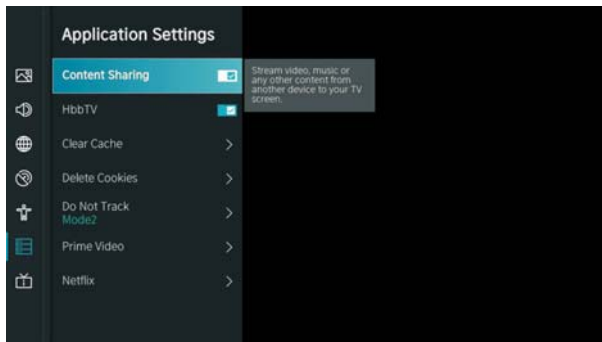 Application Settings
Content Sharing
Stream video, music or
any other content from
another device to your TV
screen.
HbbTV
Clear Cache
Delete Cookies
Do Not Track
Mode2
Prime Video
Netflix